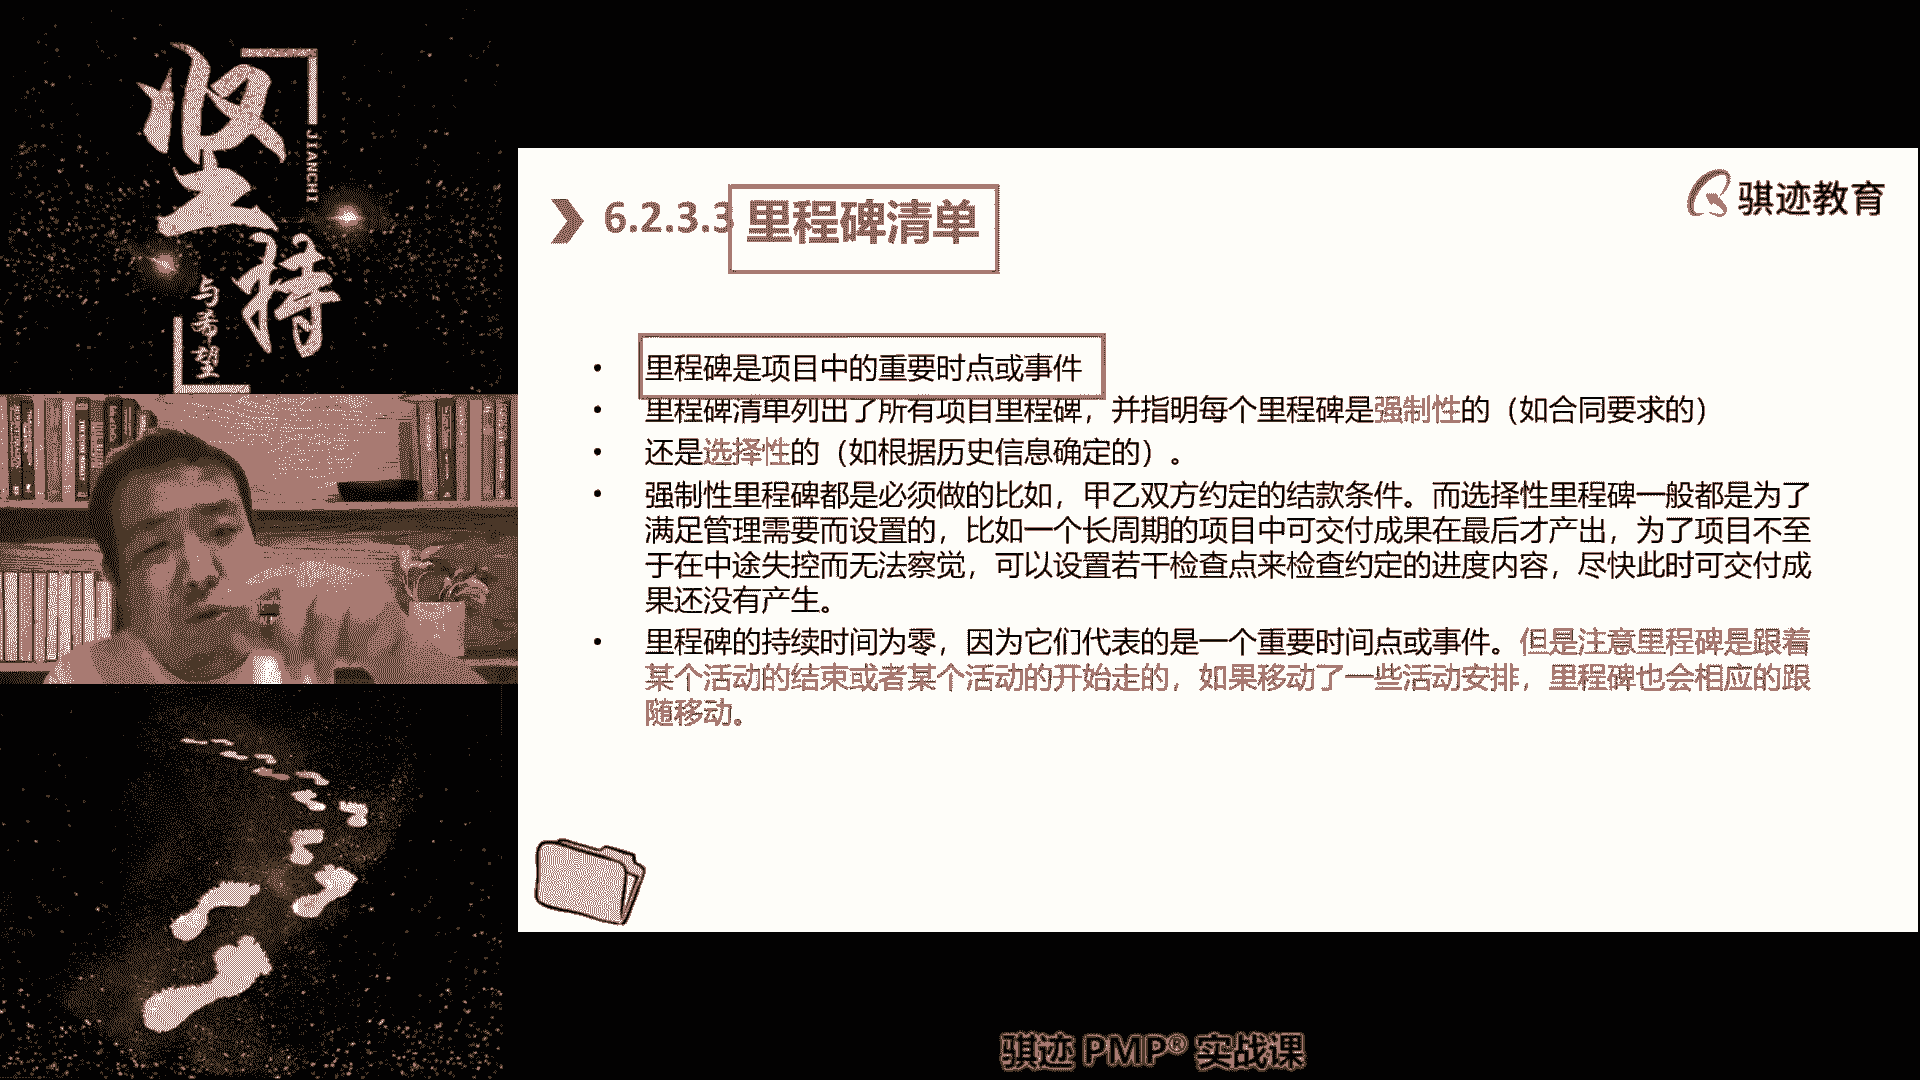 坚持
JIANCHI
与希望
骐迹教育
6.2.3.3 里程碑清单
• 里程碑是项目中的重要时点或事件
• 里程碑清单列出了所有项目里程碑，并指明每个里程碑是强制性的（如合同要求的）
• 还是选择性的（如根据历史信息确定的）。
• 强制性里程碑都是必须做的比如，甲乙双方约定的结款条件。而选择性里程碑一般都是为了
满足管理需要而设置的，比如一个长周期的项目中可交付成果在最后才产出，为了项目不至
于在中途失控而无法察觉，可以设置若干检查点来检查约定的进度内容，尽快此时可交付成
果还没有产生。
• 里程碑的持续时间为零，因为它们代表的是一个重要时间点或事件。但是注意里程碑是跟着
某个活动的结束或者某个活动的开始走的，如果移动了一些活动安排，里程碑也会相应的跟
随移动。
骐迹 PMP® 实战课